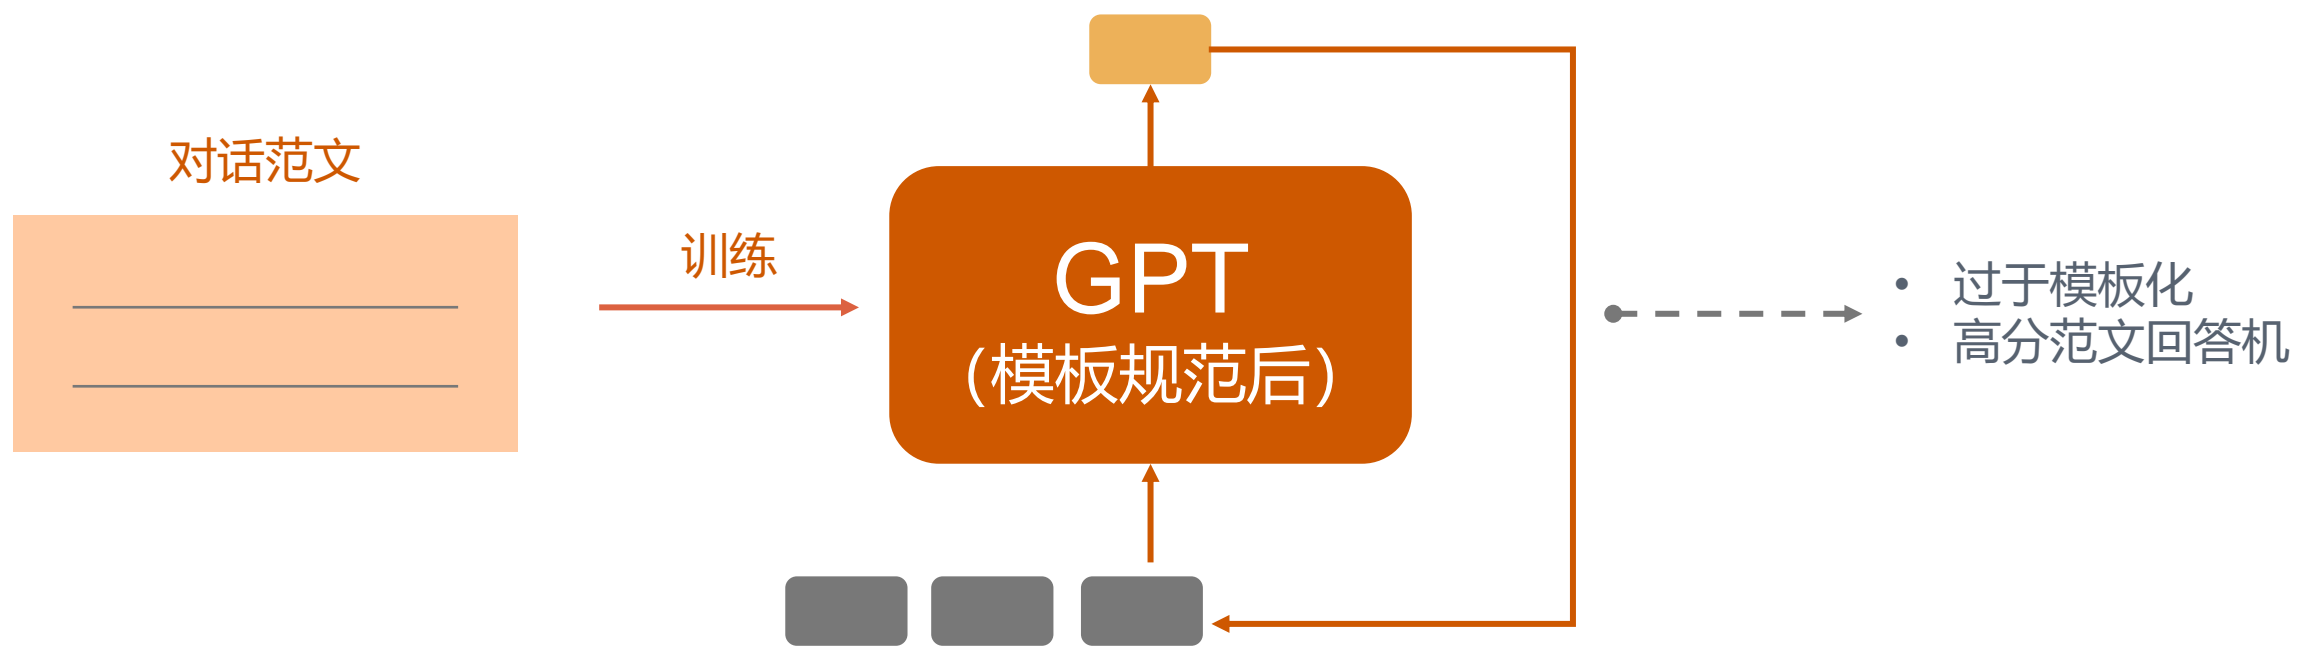 对话范文
训练
GPT
(模板规范后)
• 过于模板化
• 高分范文回答机